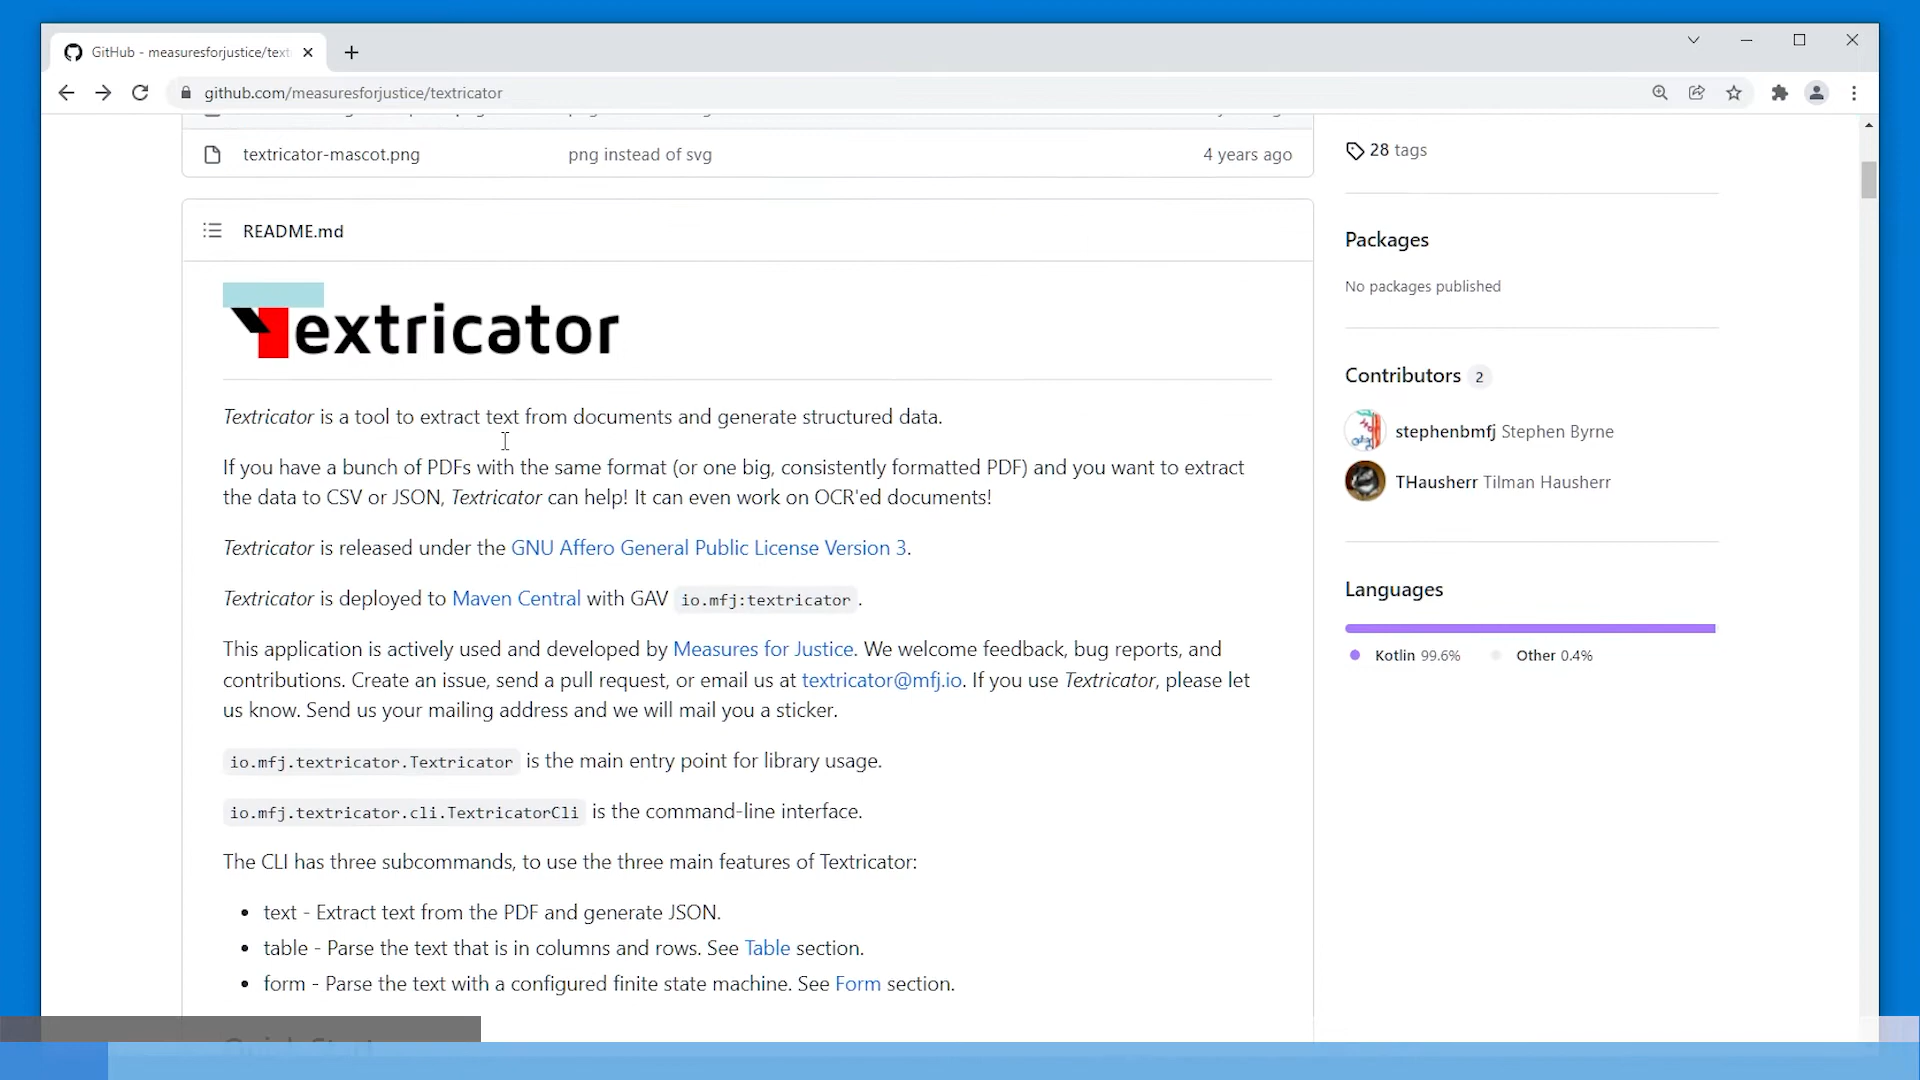 GitHub - measuresforjustice/text
github.com/measuresforjustice/textricator
textricator-mascot.png png instead of svg 4 years ago
README.md
Textricator
Textricator is a tool to extract text from documents and generate structured data.
If you have a bunch of PDFs with the same format (or one big, consistently formatted PDF) and you want to extract
the data to CSV or JSON, Textricator can help! It can even work on OCR'ed documents!
Textricator is released under the GNU Affero General Public License Version 3.
Textricator is deployed to Maven Central with GAV io.mfj:textricator.
This application is actively used and developed by Measures for Justice. We welcome feedback, bug reports, and
contributions. Create an issue, send a pull request, or email us at textricator@mfj.io. If you use Textricator, please let
us know. Send us your mailing address and we will mail you a sticker.
io.mfj.textricator.Textricator is the main entry point for library usage.
io.mfj.textricator.cli.TextricatorCli is the command-line interface.
The CLI has three subcommands, to use the three main features of Textricator:
• text - Extract text from the PDF and generate JSON.
• table - Parse the text that is in columns and rows. See Table section.
• form - Parse the text with a configured finite state machine. See Form section.
28 tags
Packages
No packages published
Contributors 2
stephenbmfj Stephen Byrne
THausherr Tilman Hausherr
Languages
Kotlin 99.6% Other 0.4%